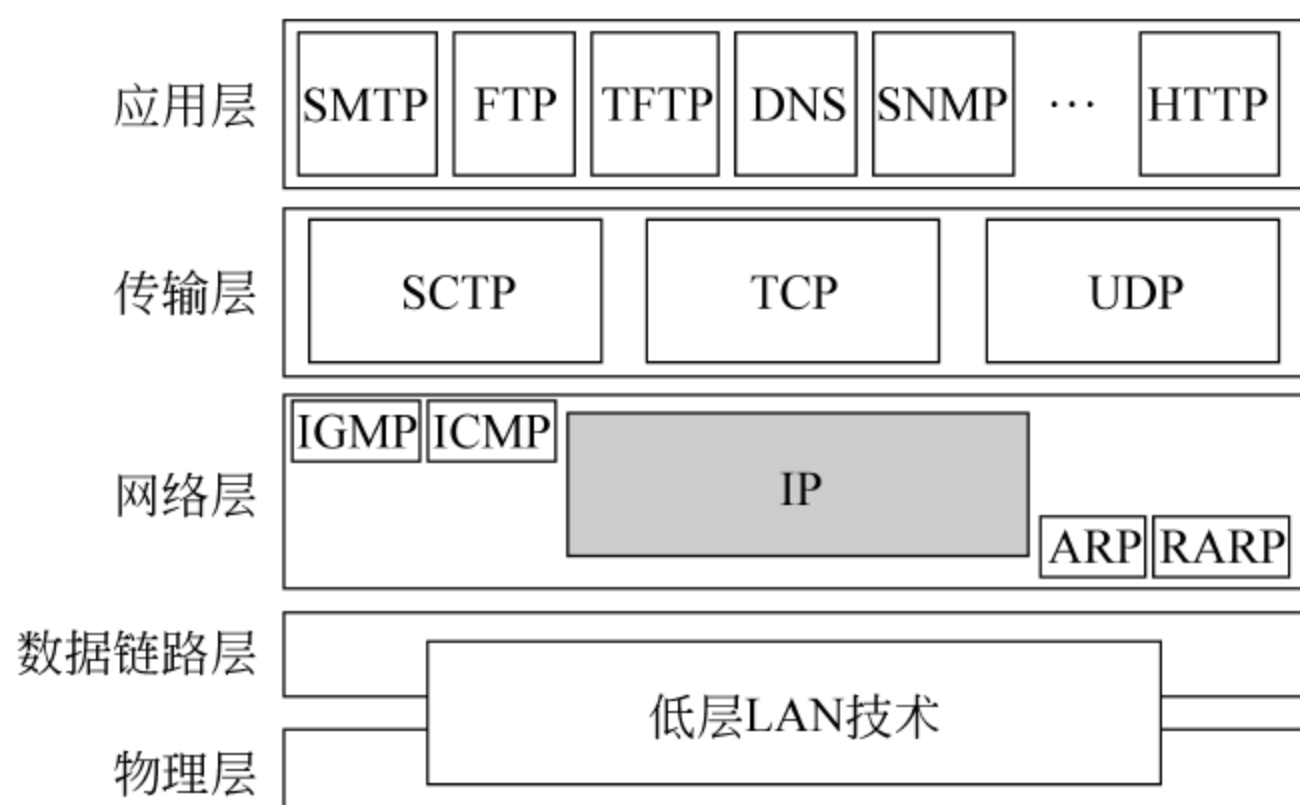 应用层 SMTP FTP TFTP DNS SNMP … HTTP
传输层 SCTP TCP UDP
网络层 IGMP ICMP IP ARP RARP
数据链路层
低层LAN技术
物理层